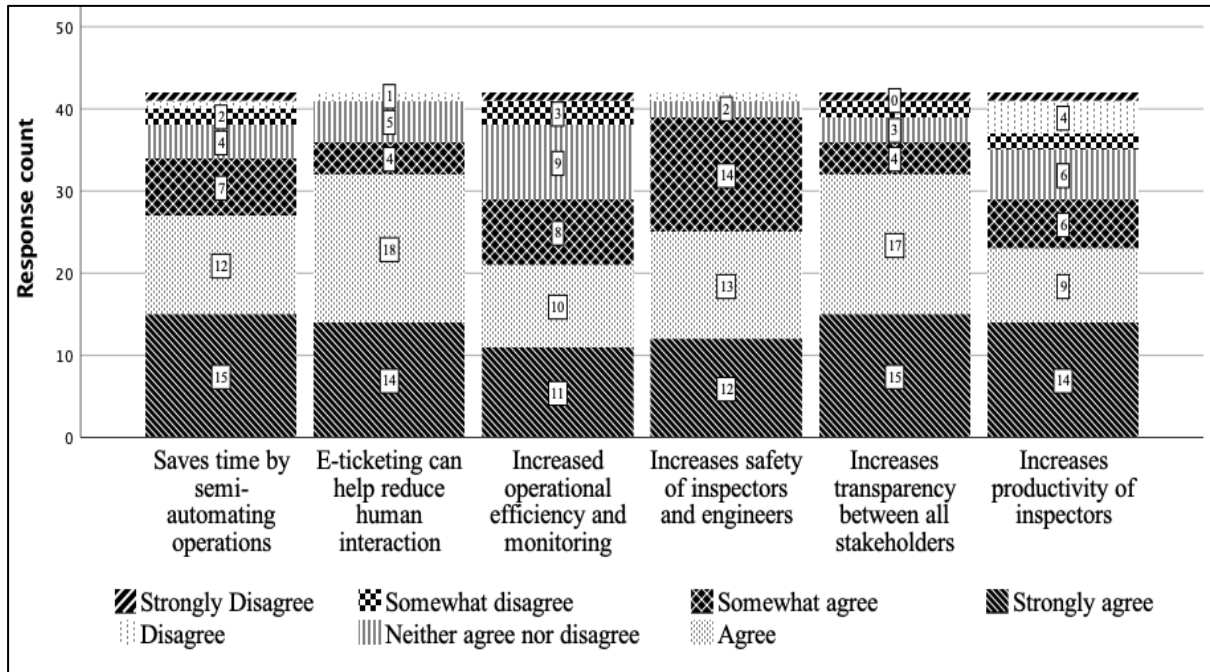 50
40
30
20
10
0
Response count
2
4
7
12
15
1
5
4
18
14
3
9
8
10
11
2
14
13
12
0
3
4
17
15
4
6
6
9
14
Saves time by
semi-
automating
operations
E-ticketing can
help reduce
human
interaction
Increased
operational
efficiency and
monitoring
Increases safety
of inspectors
and engineers
Increases
transparency
between all
stakeholders
Increases
productivity of
inspectors
Strongly Disagree
Somewhat disagree
Somewhat agree
Strongly agree
Disagree
Neither agree nor disagree
Agree